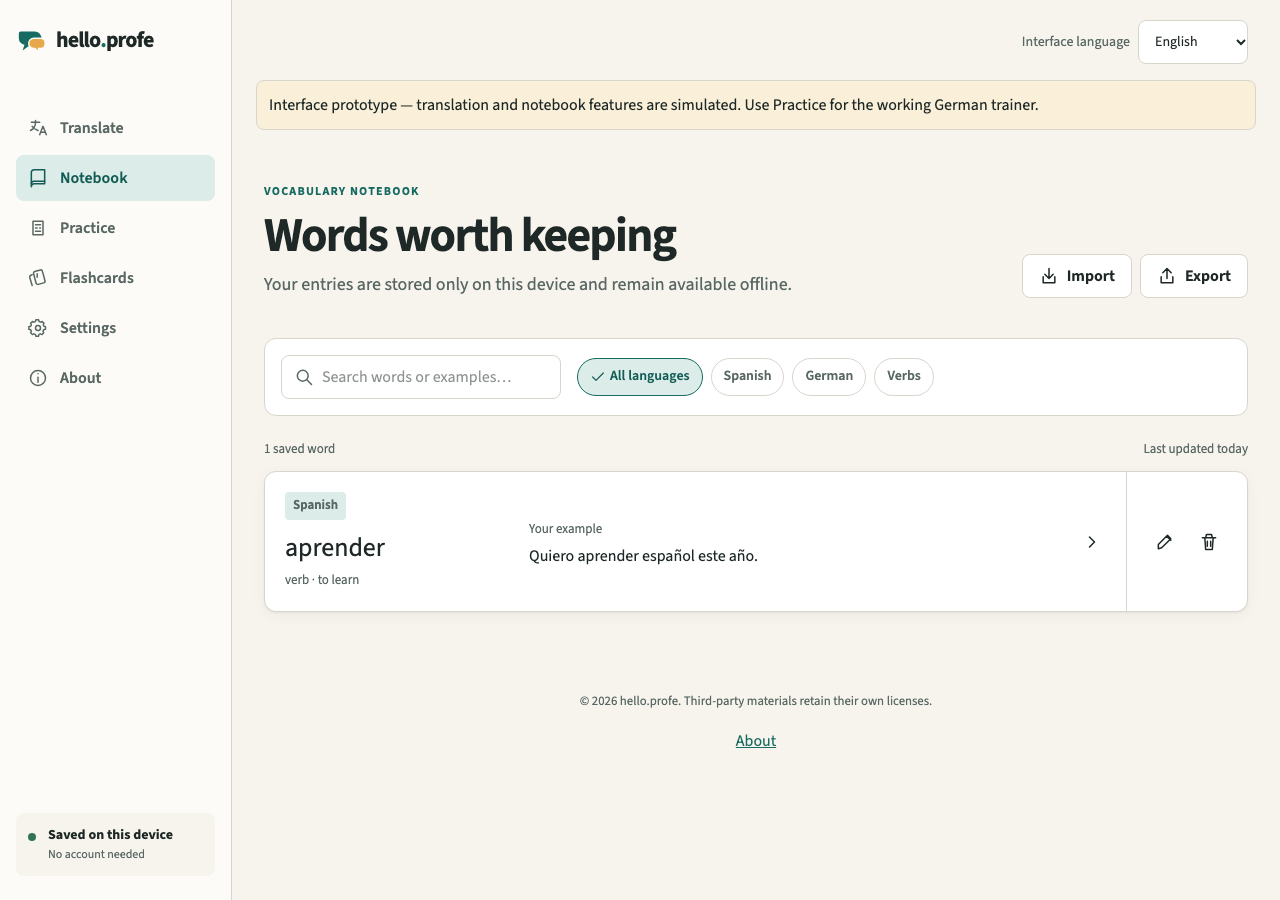 hello.profe
Interface language
English
Interface prototype — translation and notebook features are simulated. Use Practice for the working German trainer.
Translate
Notebook
Practice
Flashcards
Settings
About
VOCABULARY NOTEBOOK
Words worth keeping
Your entries are stored only on this device and remain available offline.
Import
Export
Search words or examples…
All languages
Spanish
German
Verbs
1 saved word
Last updated today
Spanish
aprender
verb · to learn
Your example
Quiero aprender español este año.
© 2026 hello.profe. Third-party materials retain their own licenses.
About
Saved on this device
No account needed